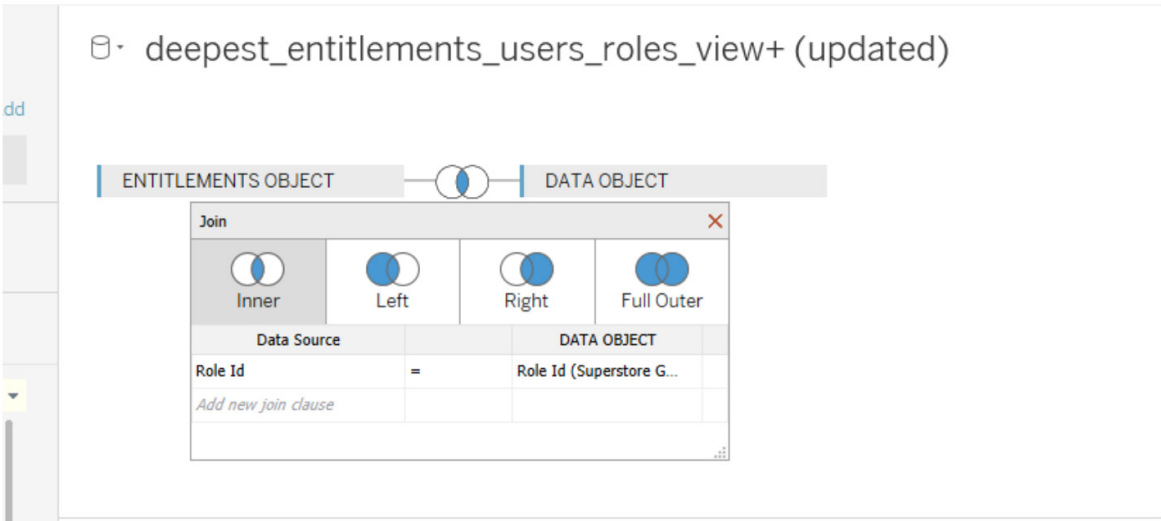 deepest_entitlements_users_roles_view+ (updated)
dd
ENTITLEMENTS OBJECT DATA OBJECT
Join
Inner Left Right Full Outer
Data Source DATA OBJECT
Role Id = Role Id (Superstore G...
Add new join clause